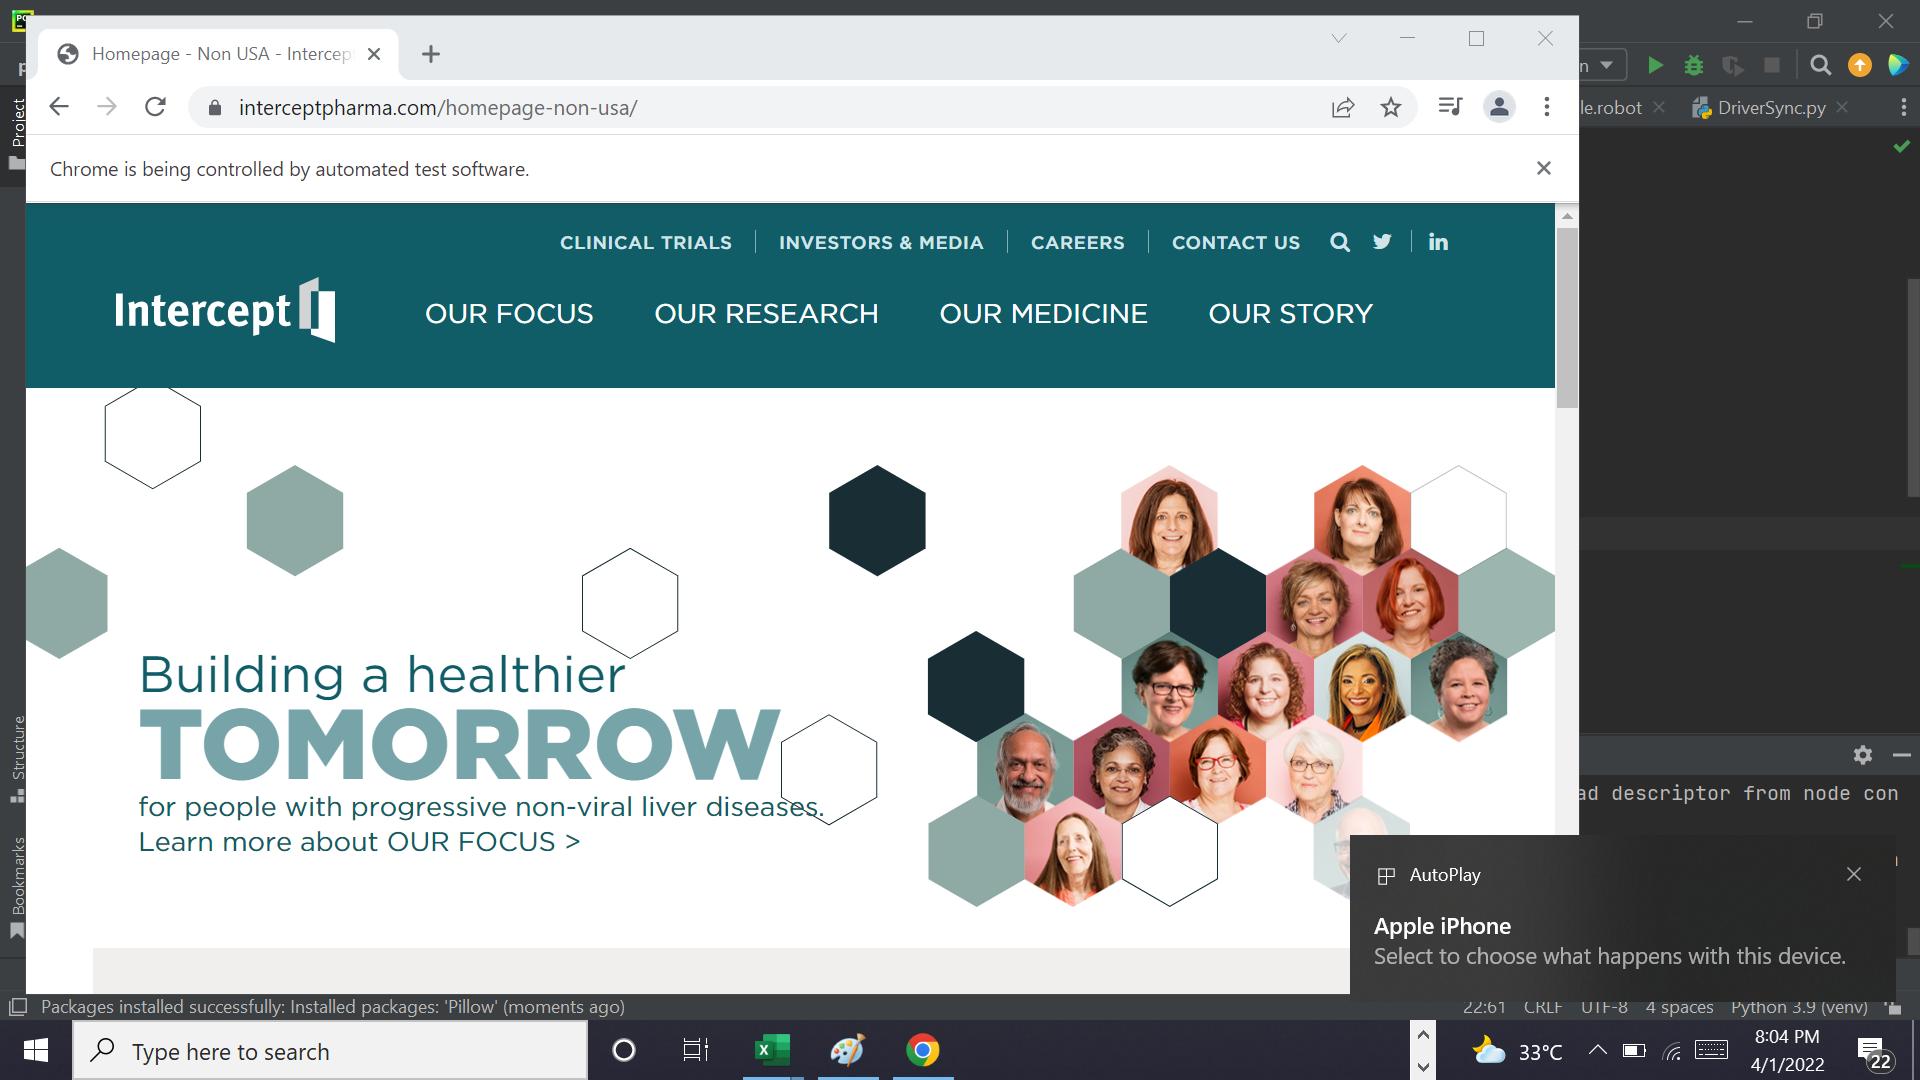 Homepage - Non USA - Intercep
interceptpharma.com/homepage-non-usa/
le.robot
DriverSync.py
Project
Chrome is being controlled by automated test software.
CLINICAL TRIALS
INVESTORS & MEDIA
CAREERS
CONTACT US
in
Intercept
OUR FOCUS
OUR RESEARCH
OUR MEDICINE
OUR STORY
Building a healthier
TOMORROW
for people with progressive non-viral liver diseases.
Learn more about OUR FOCUS >
Structure
Bookmarks
ad descriptor from node con
AutoPlay
Apple iPhone
Select to choose what happens with this device.
Packages installed successfully: Installed packages: 'Pillow' (moments ago)
22:61 CRLF UTF-8 4 spaces Python 3.9 (venv)
Type here to search
33°C
8:04 PM
4/1/2022
22